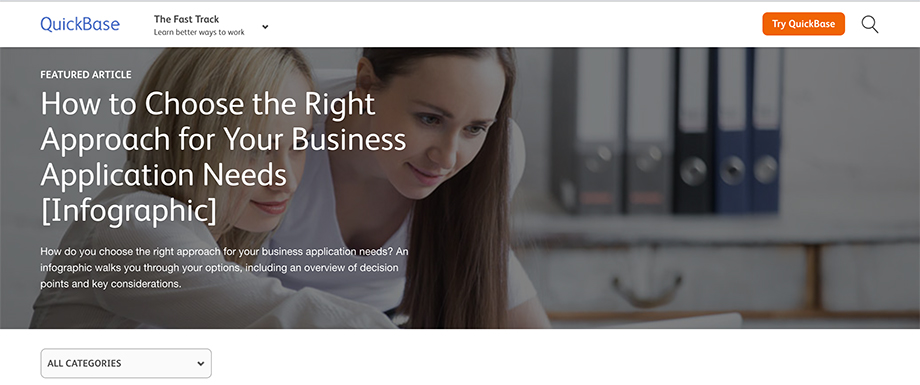 QuickBase
The Fast Track
Learn better ways to work
Try QuickBase
FEATURED ARTICLE
How to Choose the Right
Approach for Your Business
Application Needs
[Infographic]
How do you choose the right approach for your business application needs? An
infographic walks you through your options, including an overview of decision
points and key considerations.
ALL CATEGORIES